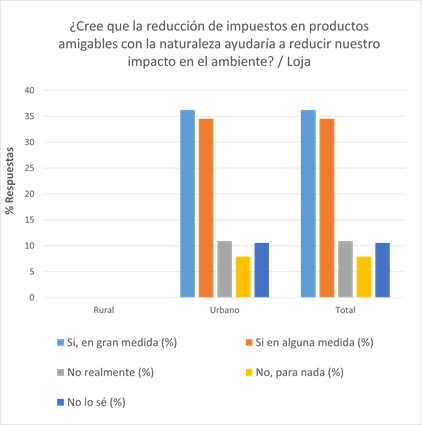 ¿Cree que la reducción de impuestos en productos
amigables con la naturaleza ayudaría a reducir nuestro
impacto en el ambiente? / Loja
% Respuestas
40
35
30
25
20
15
10
5
0
Rural Urbano Total
Si, en gran medida (%) Si en alguna medida (%)
No realmente (%) No, para nada (%)
No lo sé (%)